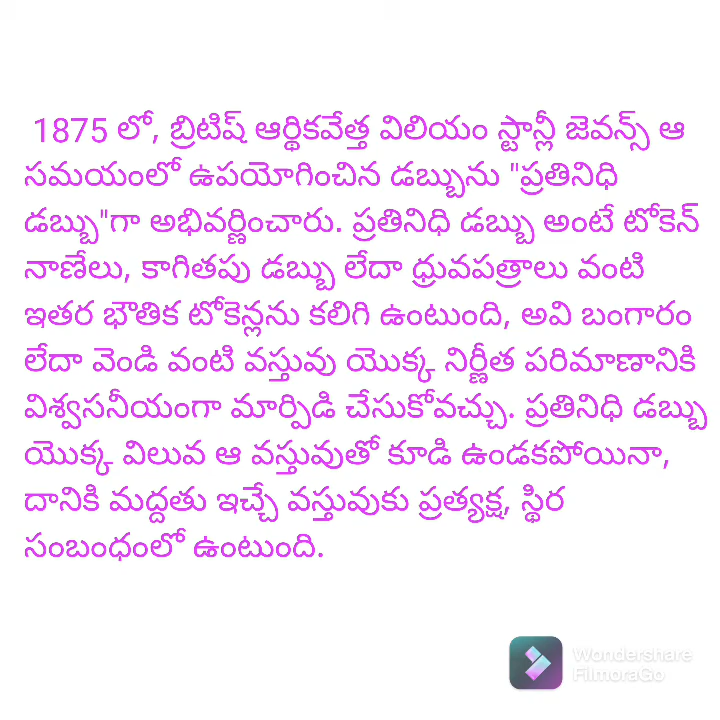 1875 లో, బ్రిటిష్ ఆర్థికవేత్త విలియం స్టాన్లీ జెవన్స్ ఆ
సమయంలో ఉపయోగించిన డబ్బును "ప్రతినిధి
డబ్బు"గా అభివర్ణించారు. ప్రతినిధి డబ్బు అంటే టోకెన్
నాణేలు, కాగితపు డబ్బు లేదా ధ్రువపత్రాలు వంటి
ఇతర భౌతిక టోకెన్లను కలిగి ఉంటుంది, అవి బంగారం
లేదా వెండి వంటి వస్తువు యొక్క నిర్ణీత పరిమాణానికి
విశ్వసనీయంగా మార్పిడి చేసుకోవచ్చు. ప్రతినిధి డబ్బు
యొక్క విలువ ఆ వస్తువుతో కూడి ఉండకపోయినా,
దానికి మద్దతు ఇచ్చే వస్తువుకు ప్రత్యక్ష, స్థిర
సంబంధంలో ఉంటుంది.
Wondershare
FilmoraGo